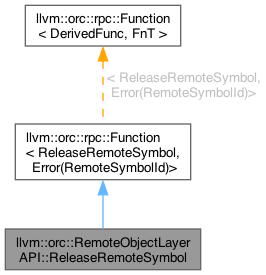 llvm::orc::rpc::Function
< DerivedFunc, FnT >
< ReleaseRemoteSymbol,
Error(RemoteSymbolId)>
llvm::orc::rpc::Function
< ReleaseRemoteSymbol,
Error(RemoteSymbolId)>
llvm::orc::RemoteObjectLayer
API::ReleaseRemoteSymbol